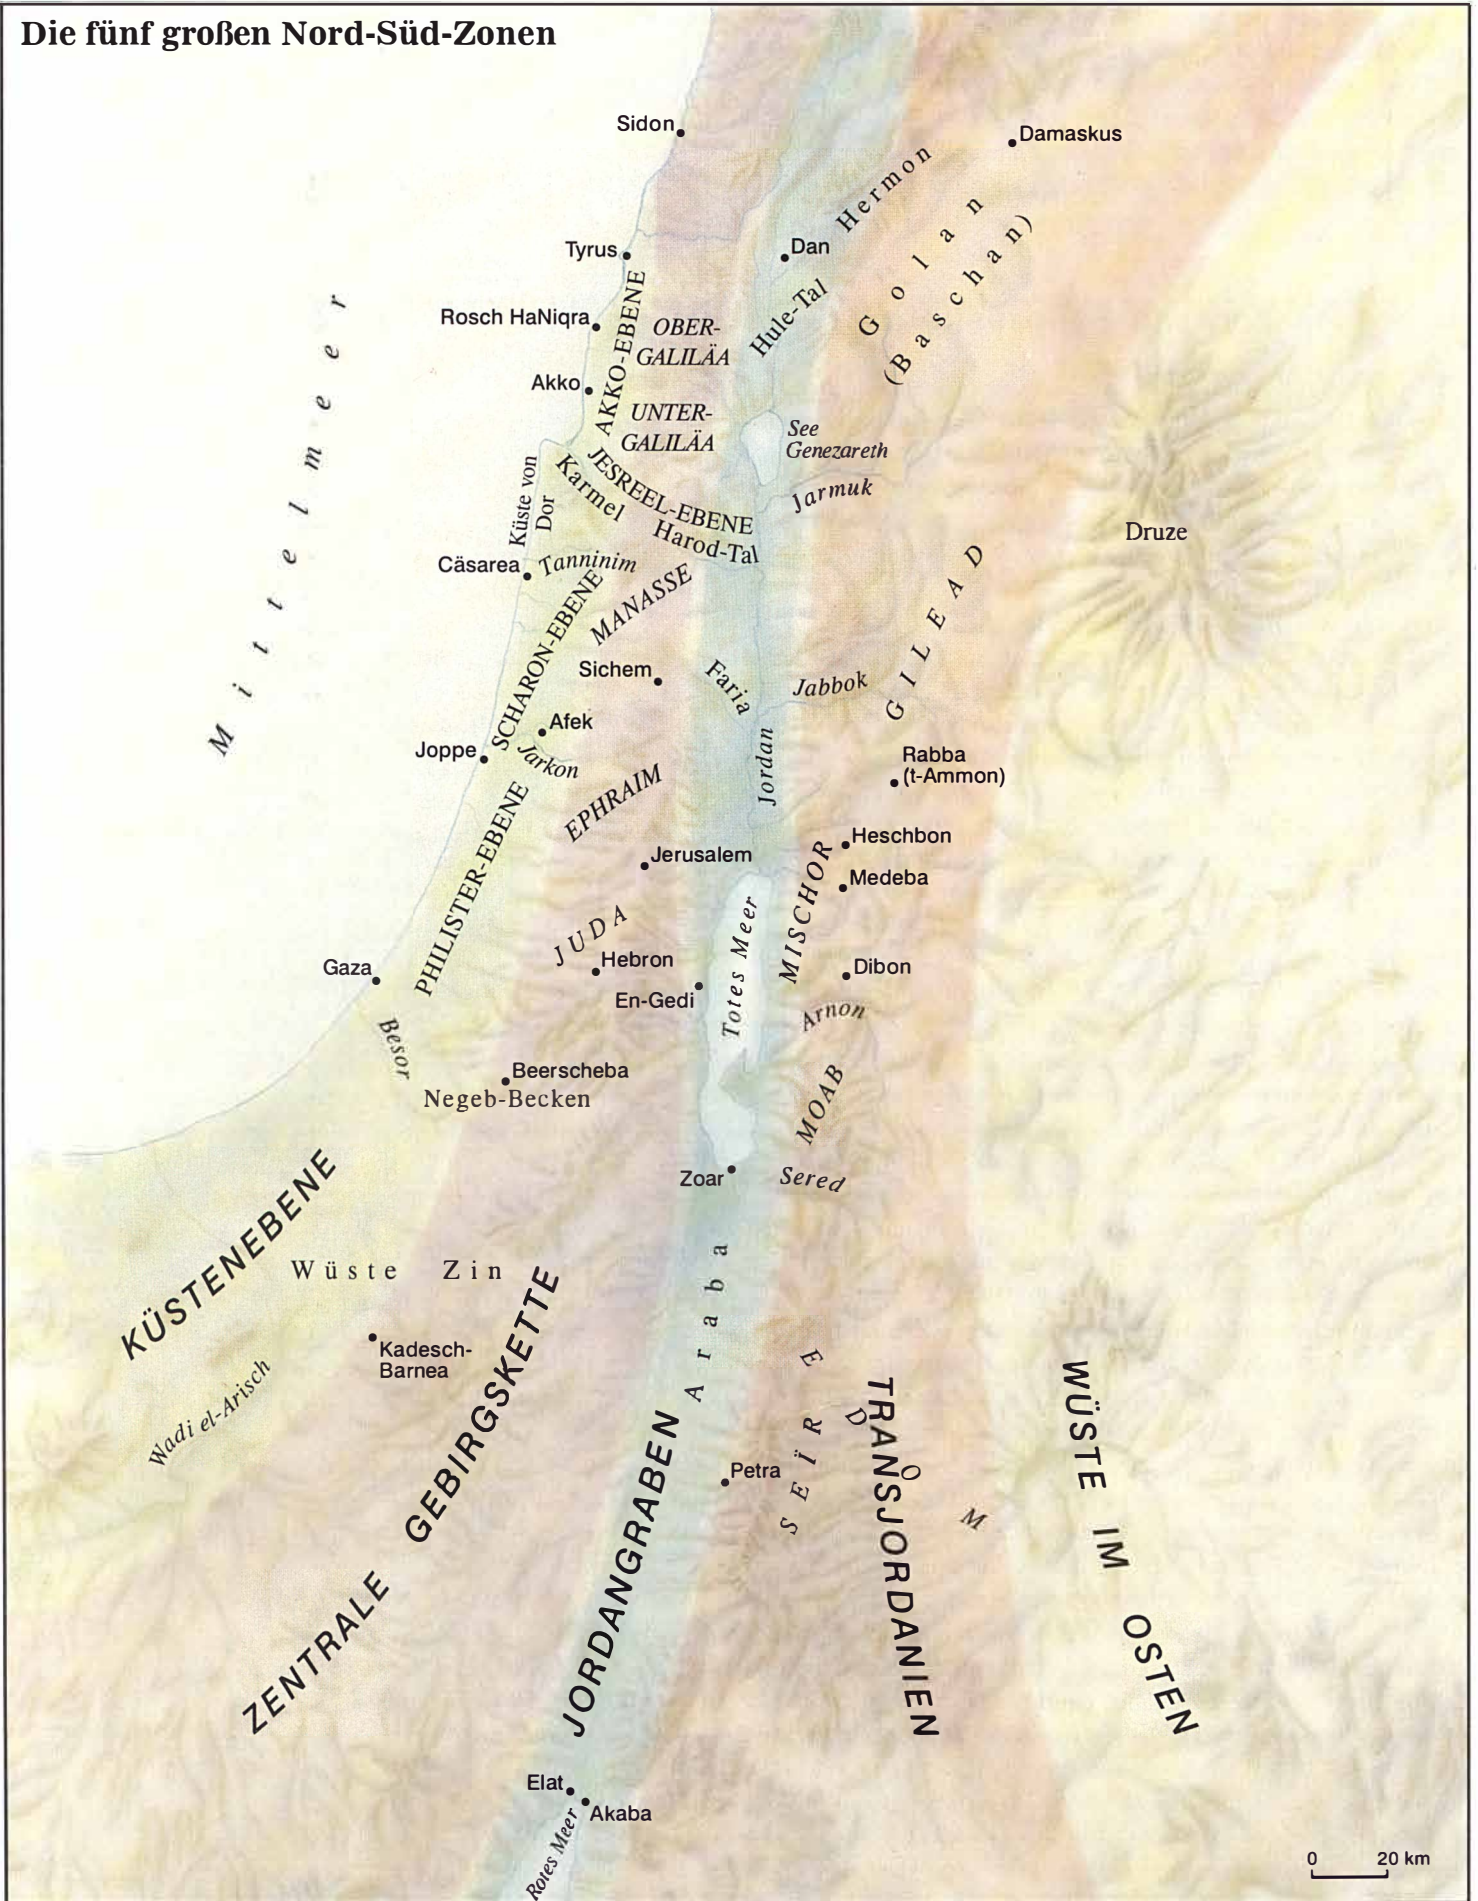 Die fünf großen Nord-Süd-Zonen
Sidon
Damaskus
Hermon
Tyrus
Dan
Golan
(Baschan)
Hule-Tal
Mittelmeer
Rosch HaNiqra
AKKO-EBENE
OBER-
GALILÄA
Akko
UNTER-
GALILÄA
See
Genezareth
Jarmuk
Küste von
Dor
Karmel
JESREEL-EBENE
Harod-Tal
Druze
Cäsarea
Tanninim
SCHARON-EBENE
MANASSE
GILEAD
Sichem
Faria
Jabbok
Afek
Joppe
Jarkon
Jordan
Rabba
(t-Ammon)
EPHRAIM
PHILISTER-EBENE
Heschbon
Jerusalem
Medeba
MISCHOR
JUDA
Totes Meer
Gaza
Hebron
Dibon
En-Gedi
Arnon
Besor
Beerscheba
Negeb-Becken
MOAB
Zoar
Sered
KÜSTENEBENE
Wüste Zin
Araba
Kadesch-
Barnea
Wadi el-Arisch
ZENTRALE GEBIRGSKETTE
JORDANGRABEN
EDOM
SEÏR
Petra
TRANSJORDANIEN
WÜSTE IM OSTEN
Elat
Akaba
Rotes Meer
0 20 km